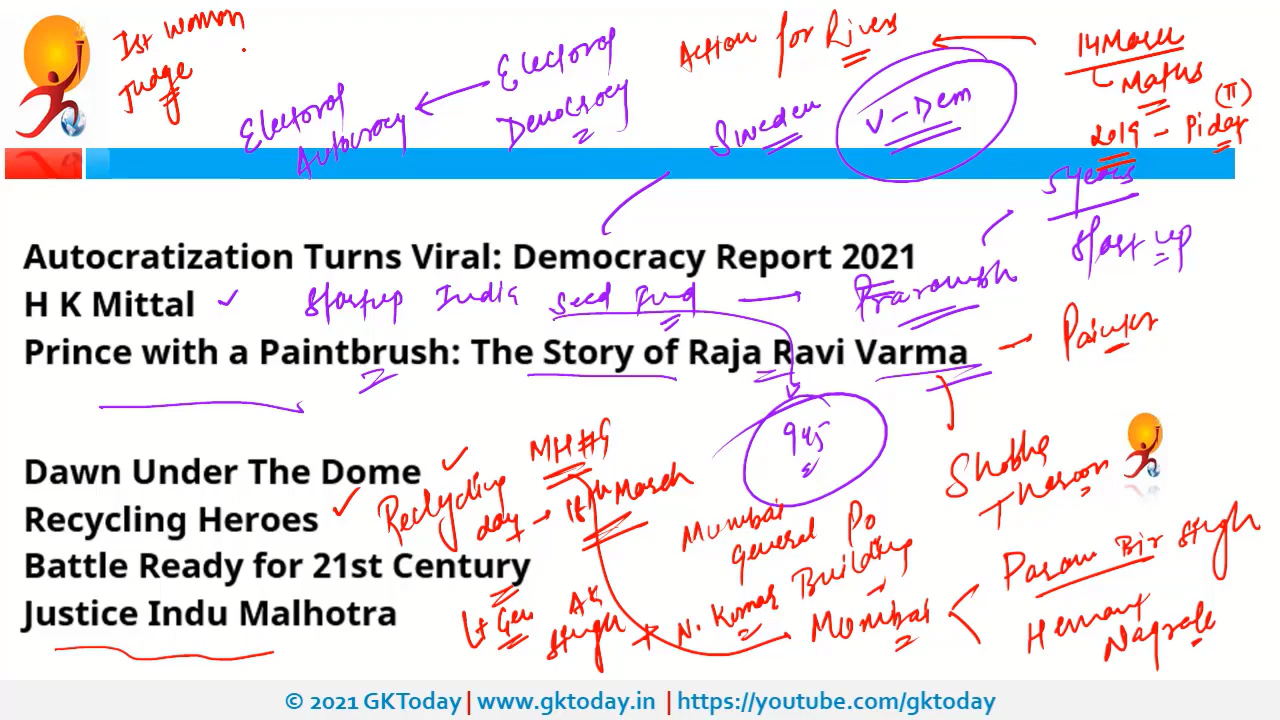 Ist woman
Judge
Electoral
Democracy
Electoral
Autocracy
Action for Rivers
14 March
Maths
(π)
2019 - Pi day
Sweden
V-Dem
5 years
Start up
Autocratization Turns Viral: Democracy Report 2021
H K Mittal
Startup India Seed Fund
Prarambh
Prince with a Paintbrush: The Story of Raja Ravi Varma
Painter
945
Dawn Under The Dome
MH
Recycling Heroes
Recycling
day - 18th March
Battle Ready for 21st Century
Justice Indu Malhotra
Lt Gen AK
Singh
N. Kumar
Mumbai
General Po
Building
Mumbai
Shobha
Tharoor
Param Bir Singh
Hemant
Nagrale
© 2021 GKToday | www.gktoday.in | https://youtube.com/gktoday